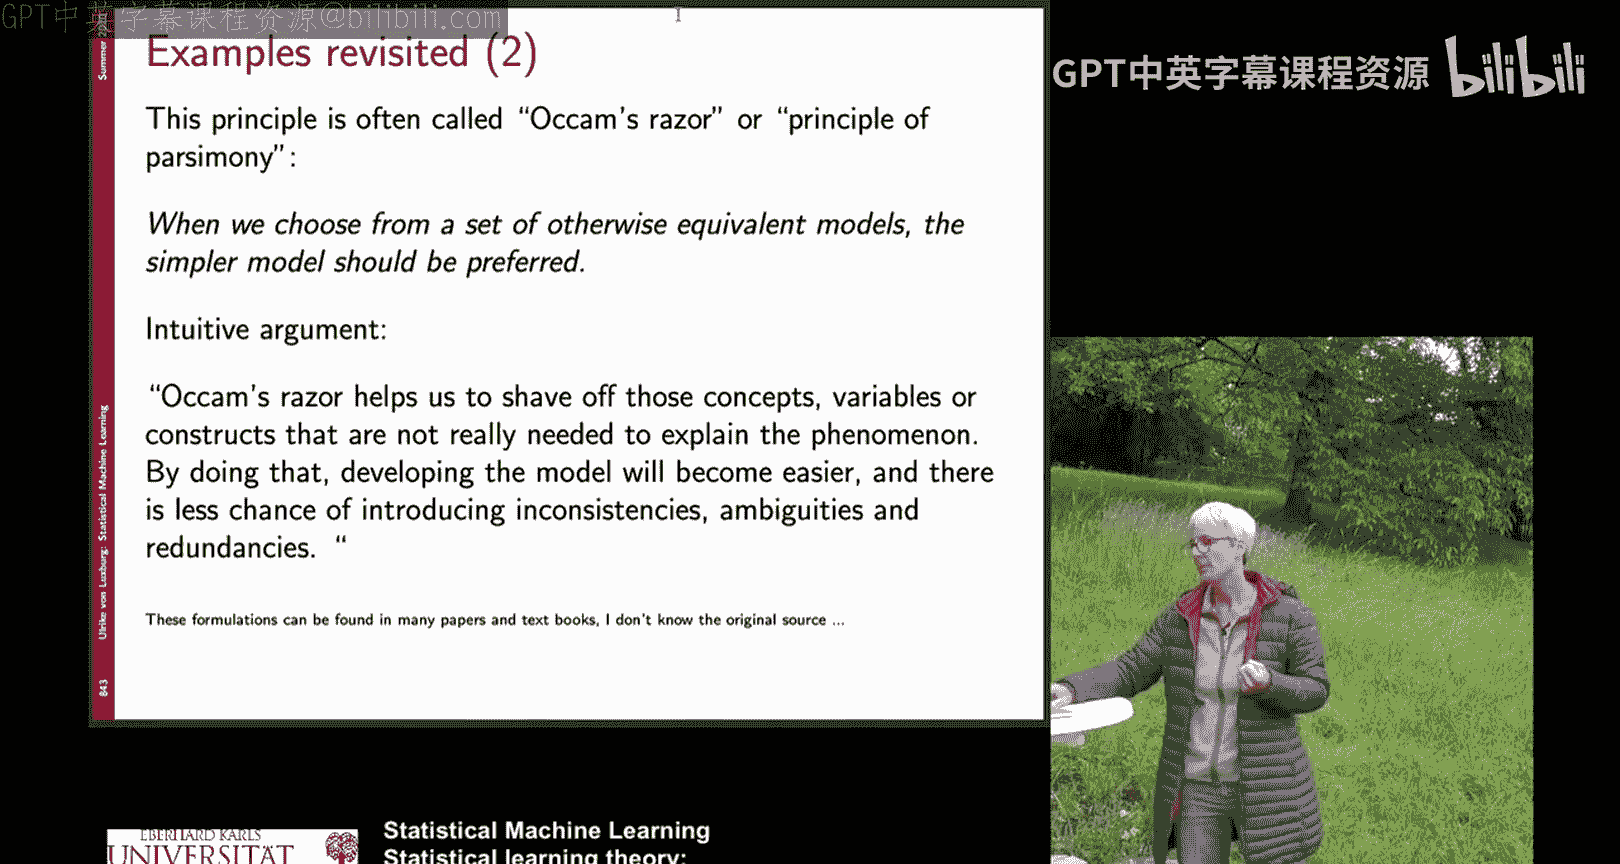 GPT中英字幕课程资源@bilibili.com
GPT中英字幕课程资源 bilibili
Examples revisited (2)
This principle is often called “Occam’s razor” or “principle of
parsimony”:
When we choose from a set of otherwise equivalent models, the
simpler model should be preferred.
Intuitive argument:
“Occam’s razor helps us to shave off those concepts, variables or
constructs that are not really needed to explain the phenomenon.
By doing that, developing the model will become easier, and there
is less chance of introducing inconsistencies, ambiguities and
redundancies. “
These formulations can be found in many papers and text books, I don’t know the original source ...
Summer
Ulrike von Luxburg: Statistical Machine Learning
843
EBERHARD KARLS
UNIVERSITÄT
Statistical Machine Learning
Statistical learning theory: